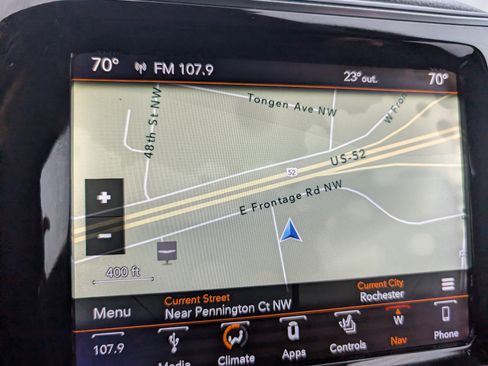 70° FM 107.9 23° out. 70°
Tongen Ave NW
48th St NW
W Fron
52
US-52
E Frontage Rd NW
+
−
400 ft
Current Street
Near Pennington Ct NW
Current City
Rochester
Menu
107.9
Media
Climate
Apps
Controls
W
Nav
Phone